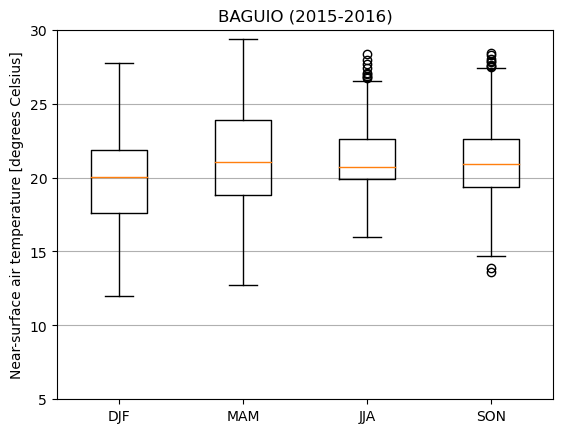 BAGUIO (2015-2016)
Near-surface air temperature [degrees Celsius]
30
25
20
15
10
5
DJF MAM JJA SON